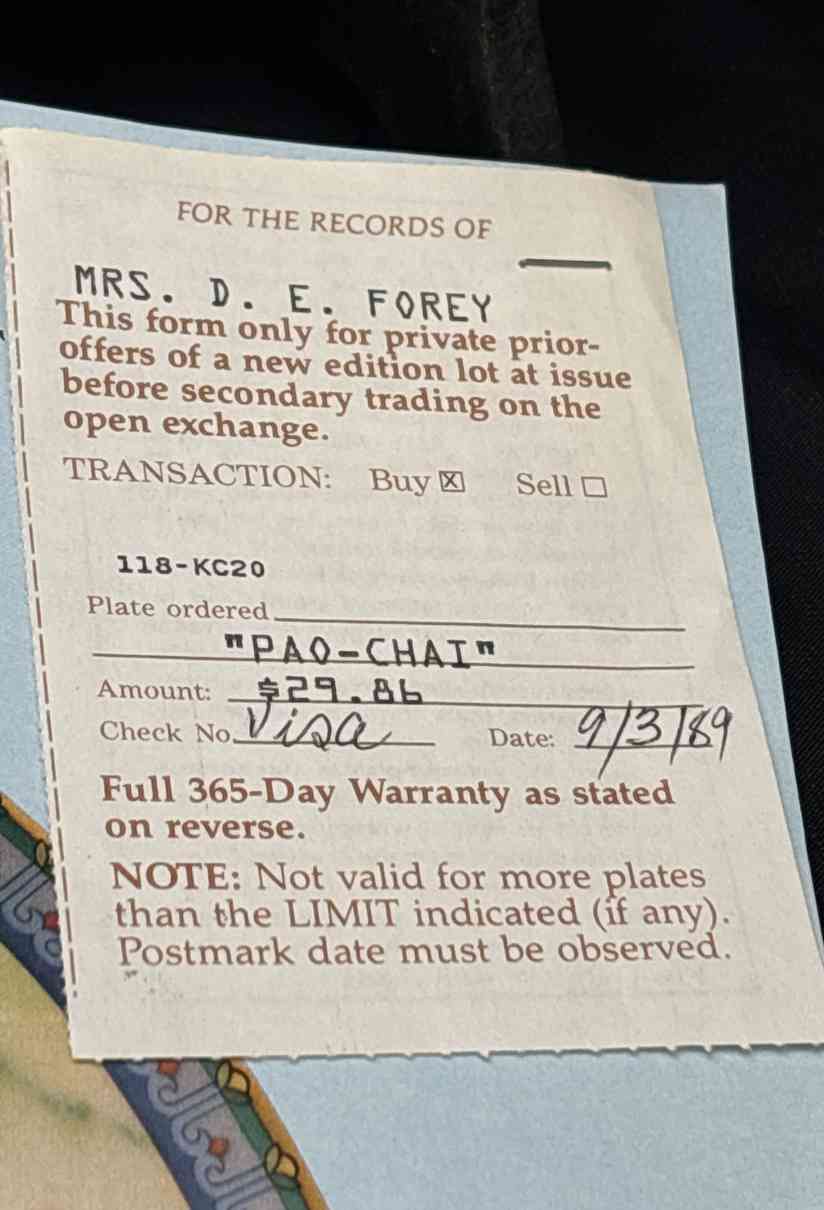 FOR THE RECORDS OF
MRS. D. E. FOREY
This form only for private prior-
offers of a new edition lot at issue
before secondary trading on the
open exchange.
TRANSACTION: Buy ☒ Sell ☐
118-KC20
Plate ordered
"PAO-CHAI"
Amount: $29.86
Check No. Visa Date: 9/3/89
Full 365-Day Warranty as stated
on reverse.
NOTE: Not valid for more plates
than the LIMIT indicated (if any).
Postmark date must be observed.